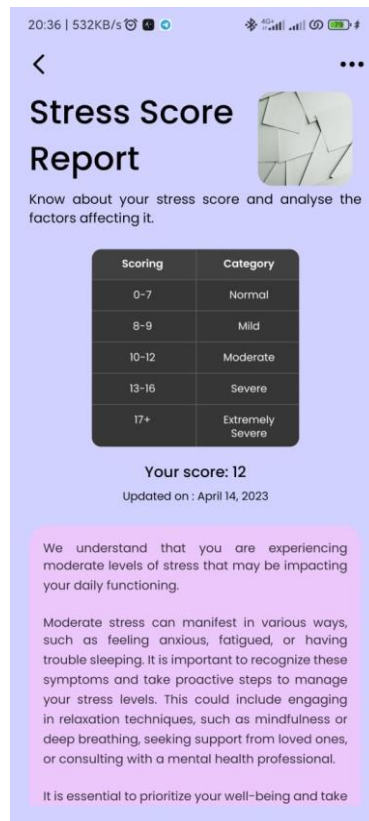 20:36 | 532KB/s
4G+
79
Stress Score
Report
Know about your stress score and analyse the
factors affecting it.
Scoring Category
0-7 Normal
8-9 Mild
10-12 Moderate
13-16 Severe
17+ Extremely
Severe
Your score: 12
Updated on : April 14, 2023
We understand that you are experiencing
moderate levels of stress that may be impacting
your daily functioning.
Moderate stress can manifest in various ways,
such as feeling anxious, fatigued, or having
trouble sleeping. It is important to recognize these
symptoms and take proactive steps to manage
your stress levels. This could include engaging
in relaxation techniques, such as mindfulness or
deep breathing, seeking support from loved ones,
or consulting with a mental health professional.
It is essential to prioritize your well-being and take